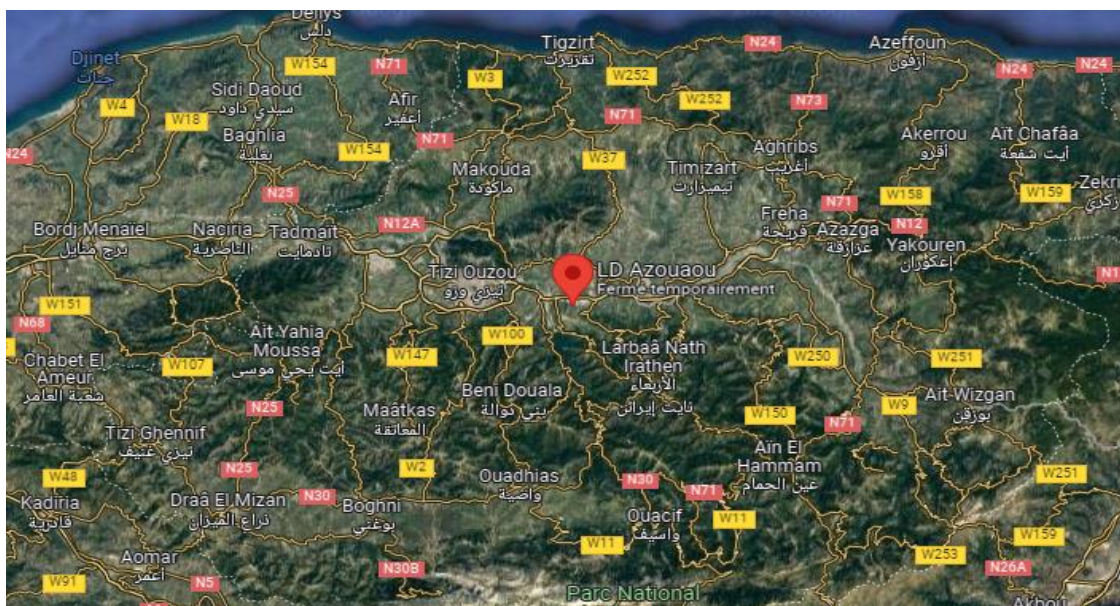 Dellys
دلس
Tigzirt
تقزيرت
N24
Azeffoun
أزفون
Djinet
جنات
W154
N71
W3
W252
N24
N24
Sidi Daoud
سيدي داود
W4
Afir
أعفير
W252
N73
W18
N71
Baghlia
بغلية
N71
Akerrou
أقرو
Aït Chafâa
أيت شفعة
N24
W154
Makouda
ماكودة
W37
Timizart
تيميزارت
Aghribs
أغريب
N25
W158
W159
Zekri
زكري
Bordj Menaïel
برج منايل
Naciria
الناصرية
Tadmait
تادمايت
N12A
Freha
فريحة
N71
Azazga
عزازقة
N12
Yakouren
إعكوران
Tizi Ouzou
تيزي وزو
LD Azouaou
Fermé temporairement
N1
W151
N68
Ait Yahia
Moussa
أيت يحي موسى
W100
W147
Larbaâ Nath
Irathen
الأربعاء
نايت إيراثن
W250
W251
Chabet El
Ameur
شعبة العامر
W107
Beni Douala
بني دوالة
N25
Maâtkas
المعاتقة
W150
N71
W9
Aït-Wizgan
بوزقن
Tizi Ghennif
تيزي غنيف
Aïn El
Hammam
عين الحمام
N25
W2
W48
Ouadhias
واضية
N30
W251
Kadiria
قادرية
Draâ El Mizan
ذراع الميزان
N30
Boghni
بوغني
N71
Ouacif
واسيف
W11
W159
Aomar
أعمر
W11
W253
W91
N5
N30B
N26A
Parc National
Akbou